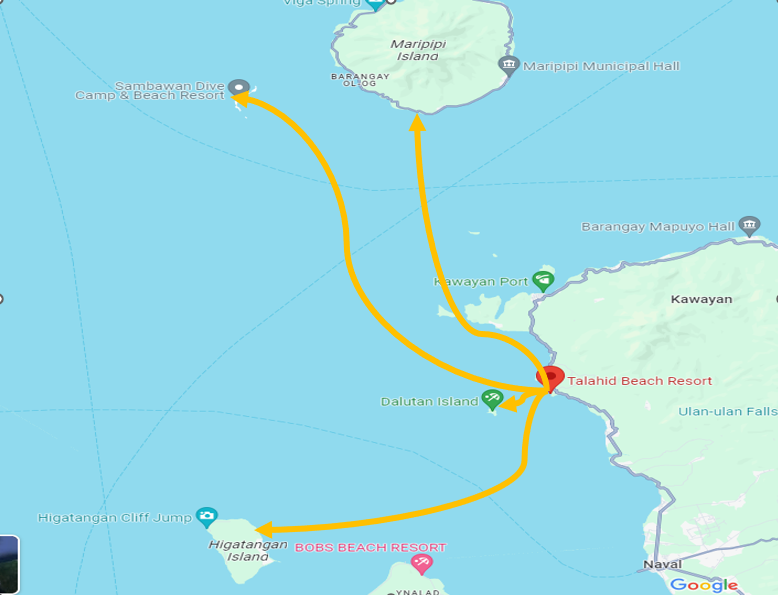 Viga Spring
Maripipi
Island
BARANGAY
OL-OG
Maripipi Municipal Hall
Sambawan Dive
Camp & Beach Resort
Barangay Mapuyo Hall
Kawayan Port
Kawayan
Talahid Beach Resort
Dalutan Island
Ulan-ulan Falls
Higatangan Cliff Jump
Higatangan
Island
BOBS BEACH RESORT
Naval
Google
YNALAD